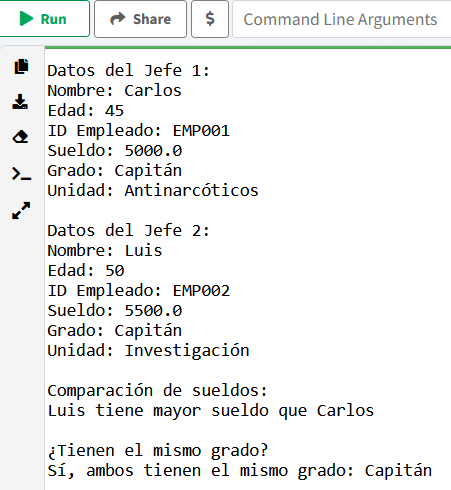 Run Share $ Command Line Arguments
Datos del Jefe 1:
Nombre: Carlos
Edad: 45
ID Empleado: EMP001
Sueldo: 5000.0
Grado: Capitán
Unidad: Antinarcóticos

Datos del Jefe 2:
Nombre: Luis
Edad: 50
ID Empleado: EMP002
Sueldo: 5500.0
Grado: Capitán
Unidad: Investigación

Comparación de sueldos:
Luis tiene mayor sueldo que Carlos

¿Tienen el mismo grado?
Sí, ambos tienen el mismo grado: Capitán